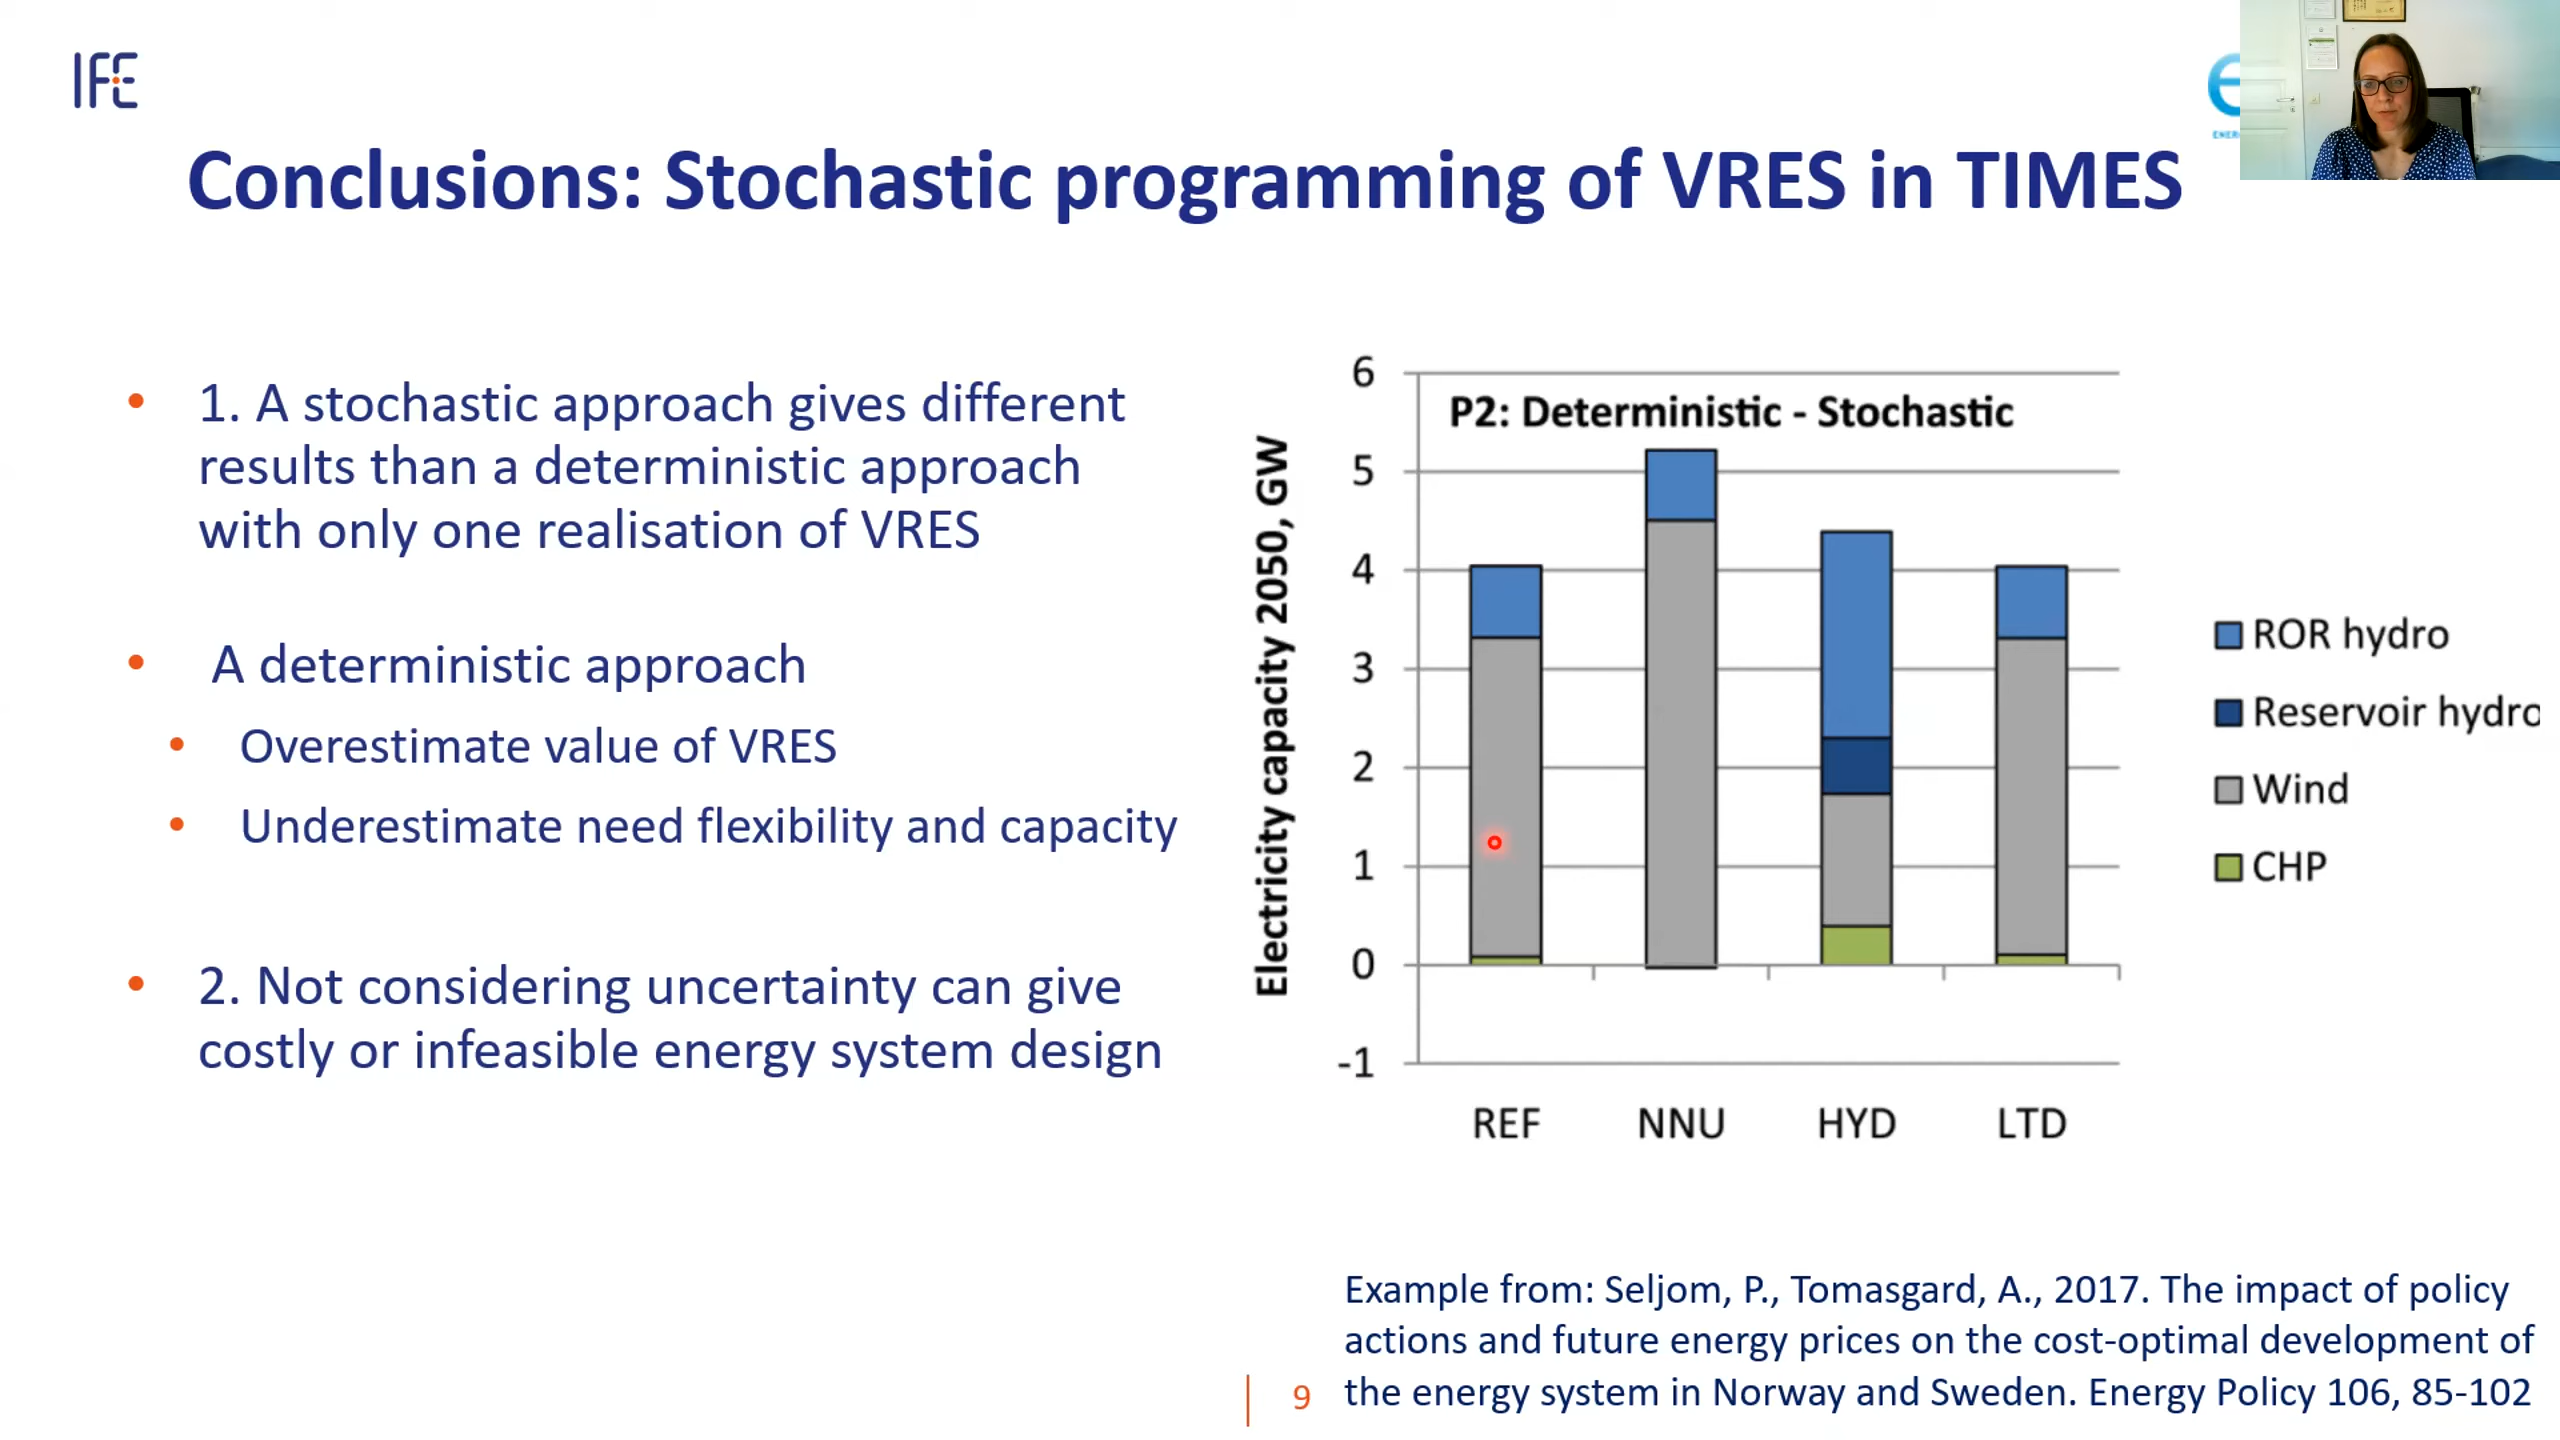 IFE
Conclusions: Stochastic programming of VRES in TIMES
• 1. A stochastic approach gives different
results than a deterministic approach
with only one realisation of VRES
• A deterministic approach
• Overestimate value of VRES
• Underestimate need flexibility and capacity
• 2. Not considering uncertainty can give
costly or infeasible energy system design
P2: Deterministic - Stochastic
Electricity capacity 2050, GW
6
5
4
3
2
1
0
-1
REF NNU HYD LTD
ROR hydro
Reservoir hydro
Wind
CHP
Example from: Seljom, P., Tomasgard, A., 2017. The impact of policy
actions and future energy prices on the cost-optimal development of
the energy system in Norway and Sweden. Energy Policy 106, 85-102
9